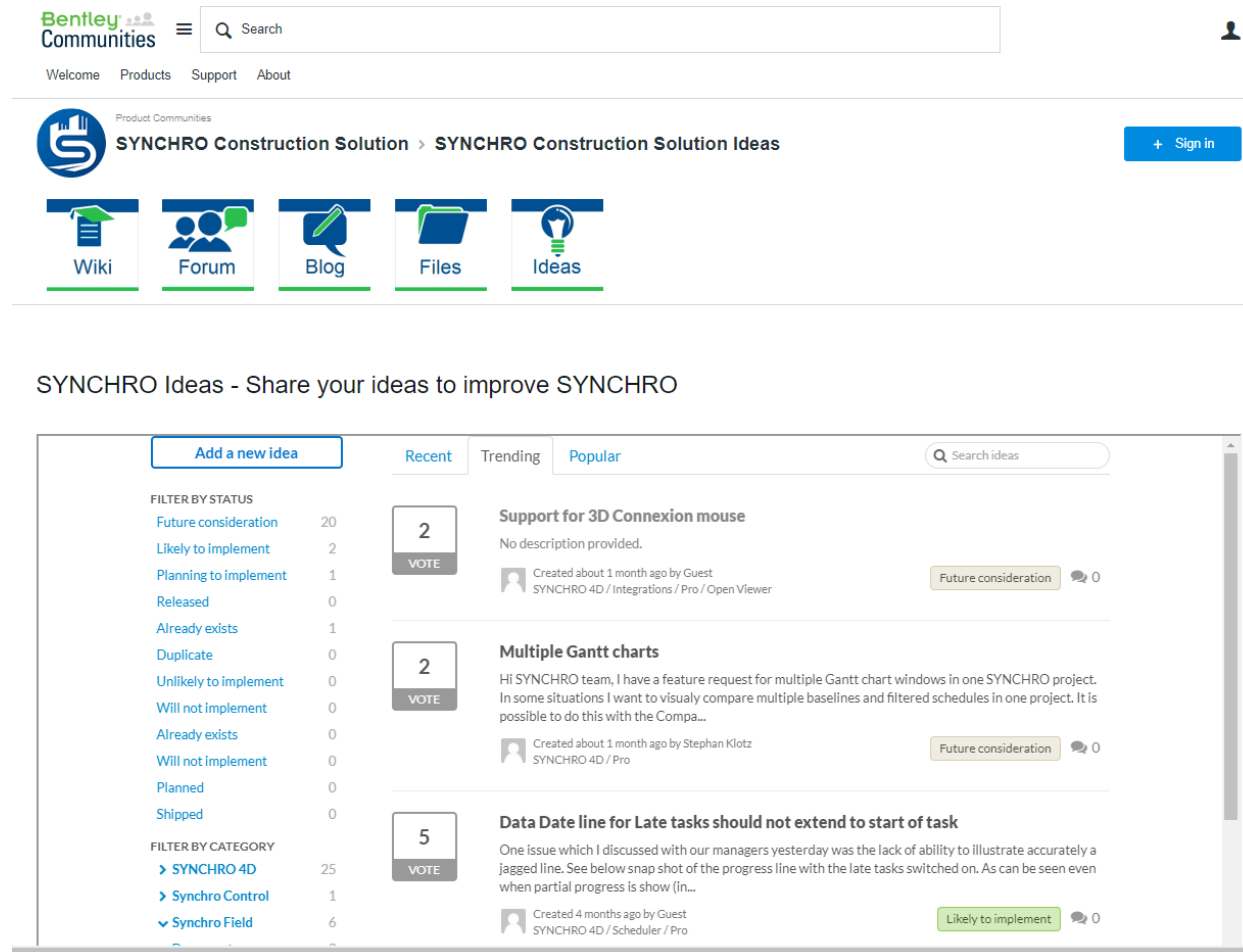 Bentley
Communities
Search
Welcome Products Support About
Product Communities
SYNCHRO Construction Solution > SYNCHRO Construction Solution Ideas
+ Sign in
Wiki Forum Blog Files Ideas
SYNCHRO Ideas - Share your ideas to improve SYNCHRO
Add a new idea
FILTER BY STATUS
Future consideration 20
Likely to implement 2
Planning to implement 1
Released 0
Already exists 1
Duplicate 0
Unlikely to implement 0
Will not implement 0
Already exists 0
Will not implement 0
Planned 0
Shipped 0
FILTER BY CATEGORY
SYNCHRO 4D 25
Synchro Control 1
Synchro Field 6
Recent Trending Popular
Search ideas
2
VOTE
Support for 3D Connexion mouse
No description provided.
Created about 1 month ago by Guest
SYNCHRO 4D / Integrations / Pro / Open Viewer
Future consideration 0
2
VOTE
Multiple Gantt charts
Hi SYNCHRO team, I have a feature request for multiple Gantt chart windows in one SYNCHRO project.
In some situations I want to visualy compare multiple baselines and filtered schedules in one project. It is
possible to do this with the Compa...
Created about 1 month ago by Stephan Klotz
SYNCHRO 4D / Pro
Future consideration 0
5
VOTE
Data Date line for Late tasks should not extend to start of task
One issue which I discussed with our managers yesterday was the lack of ability to illustrate accurately a
jagged line. See below snap shot of the progress line with the late tasks switched on. As can be seen even
when partial progress is show (in...
Created 4 months ago by Guest
SYNCHRO 4D / Scheduler / Pro
Likely to implement 0